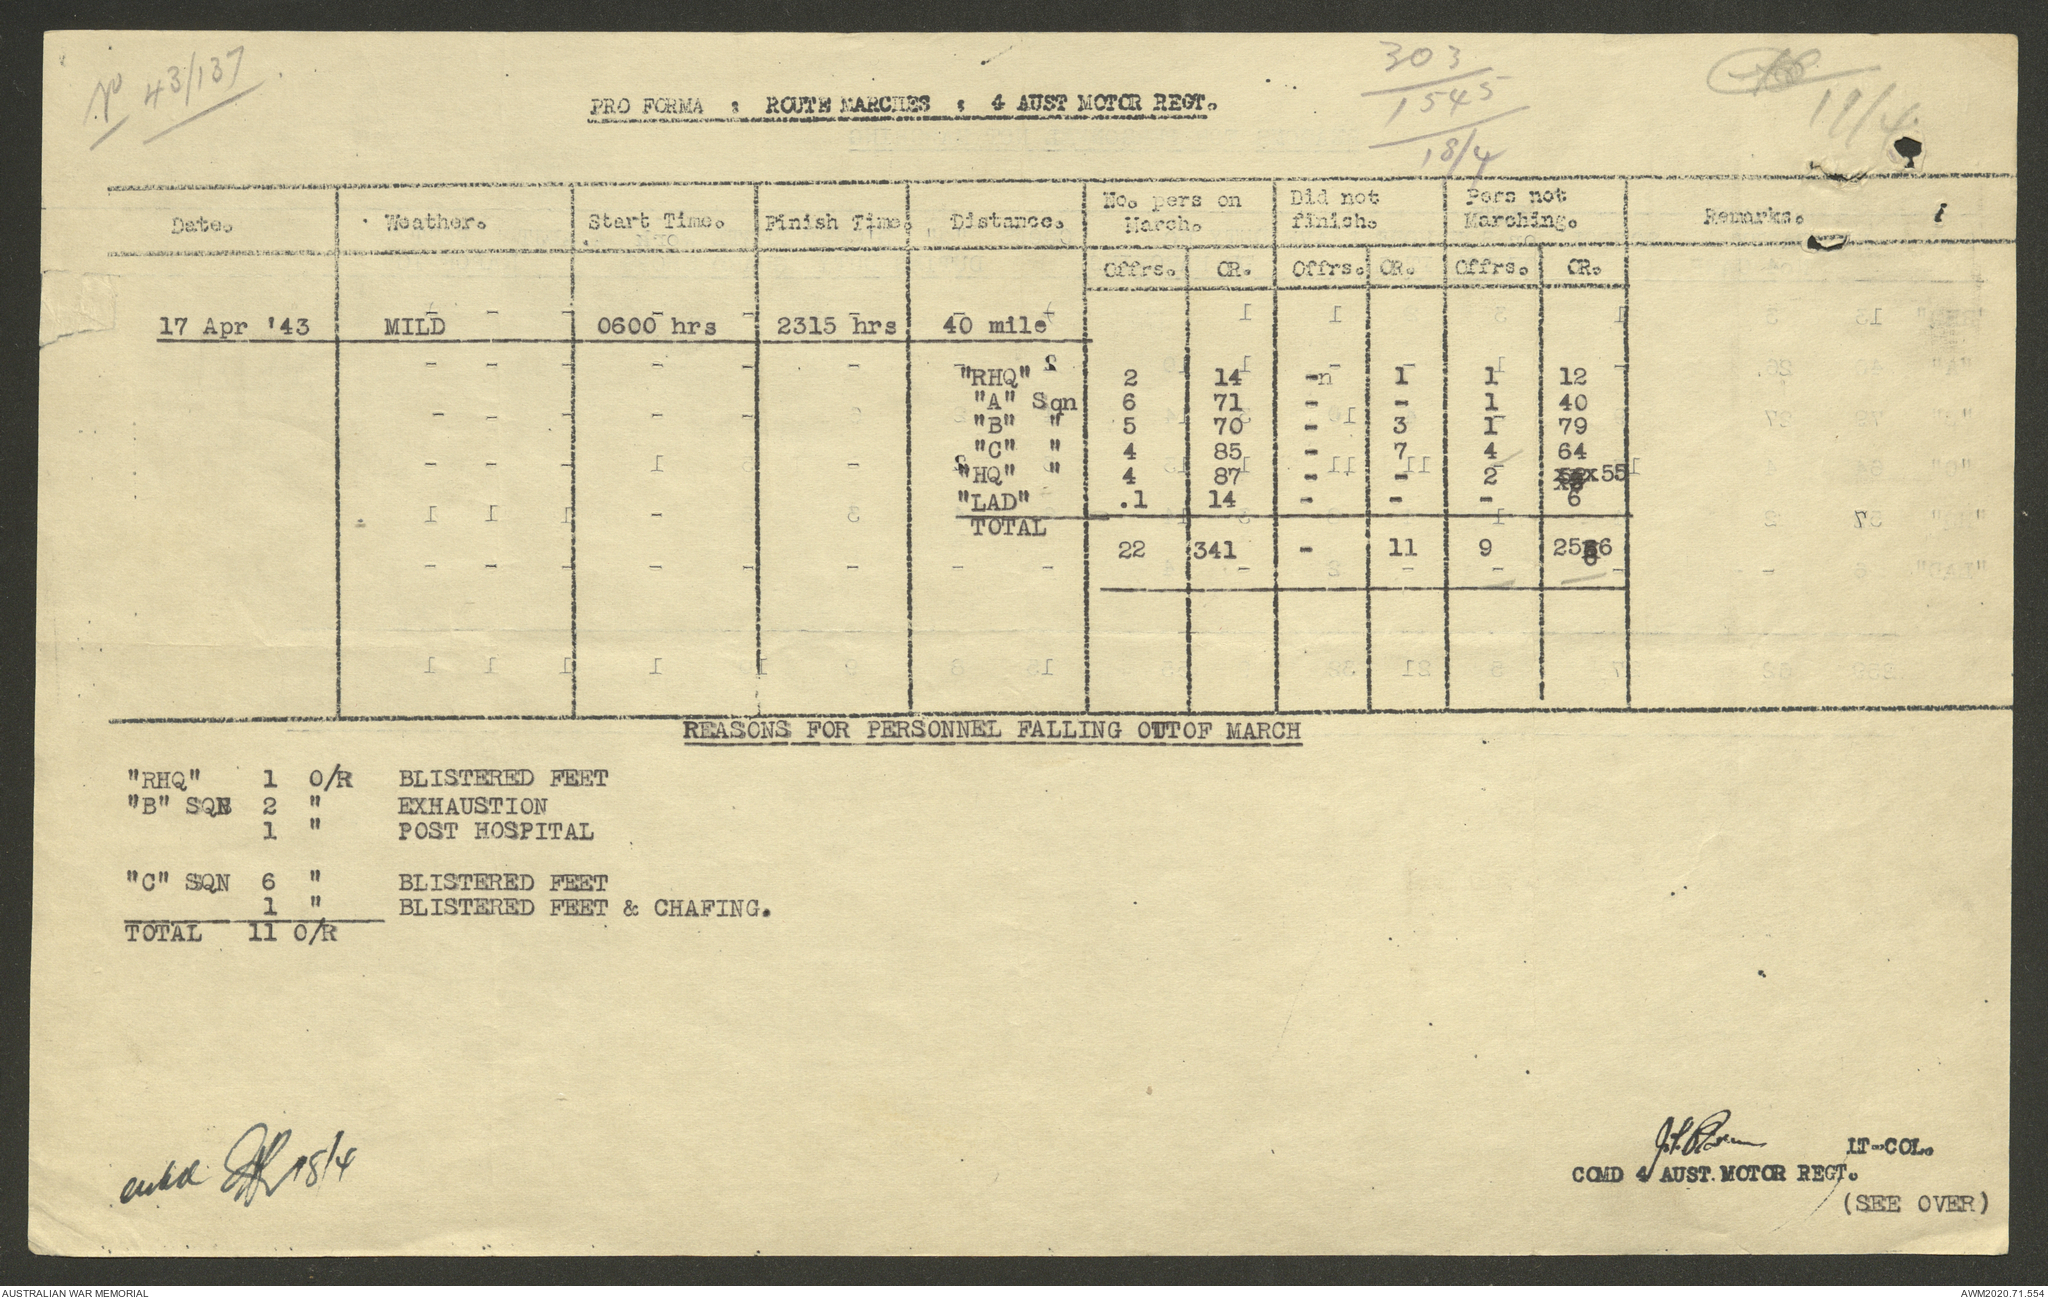 No 43/137
303
1545
18/4
19/4
PRO FORMA : ROUTE MARCHES : 4 AUST MOTOR REGT.
Date. Weather. Start Time. Finish Time. Distance. No. pers on March. Did not finish. Pers not Marching. Remarks.
Offrs. OR. Offrs. OR. Offrs. OR.
17 Apr '43 MILD 0600 hrs 2315 hrs 40 mile
"RHQ" 2 14 - 1 1 12
"A" Sqn 6 71 - - 1 40
"B" " 5 70 - 3 1 79
"C" " 4 85 - 7 4 64
"HQ" " 4 87 - - 2 55
"LAD" .1 14 - - - 6
TOTAL
22 341 - 11 9 256
REASONS FOR PERSONNEL FALLING OUTOF MARCH
"RHQ" 1 O/R BLISTERED FEET
"B" SQN 2 " EXHAUSTION
1 " POST HOSPITAL
"C" SQN 6 " BLISTERED FEET
1 " BLISTERED FEET & CHAFING.
TOTAL 11 O/R
18/4
LT-COL.
COMD 4 AUST. MOTOR REGT.
(SEE OVER)
AUSTRALIAN WAR MEMORIAL
AWM2020.71.554